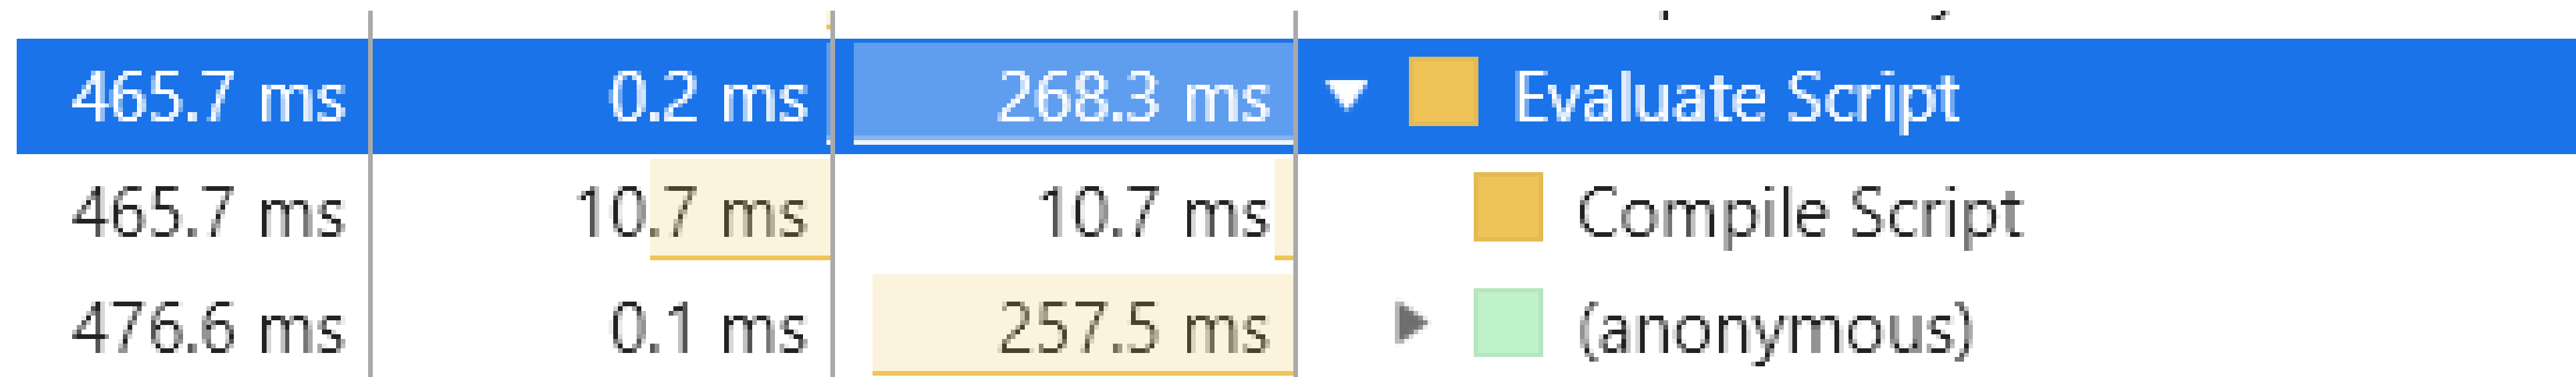 465.7 ms 0.2 ms 268.3 ms Evaluate Script
465.7 ms 10.7 ms 10.7 ms Compile Script
476.6 ms 0.1 ms 257.5 ms (anonymous)